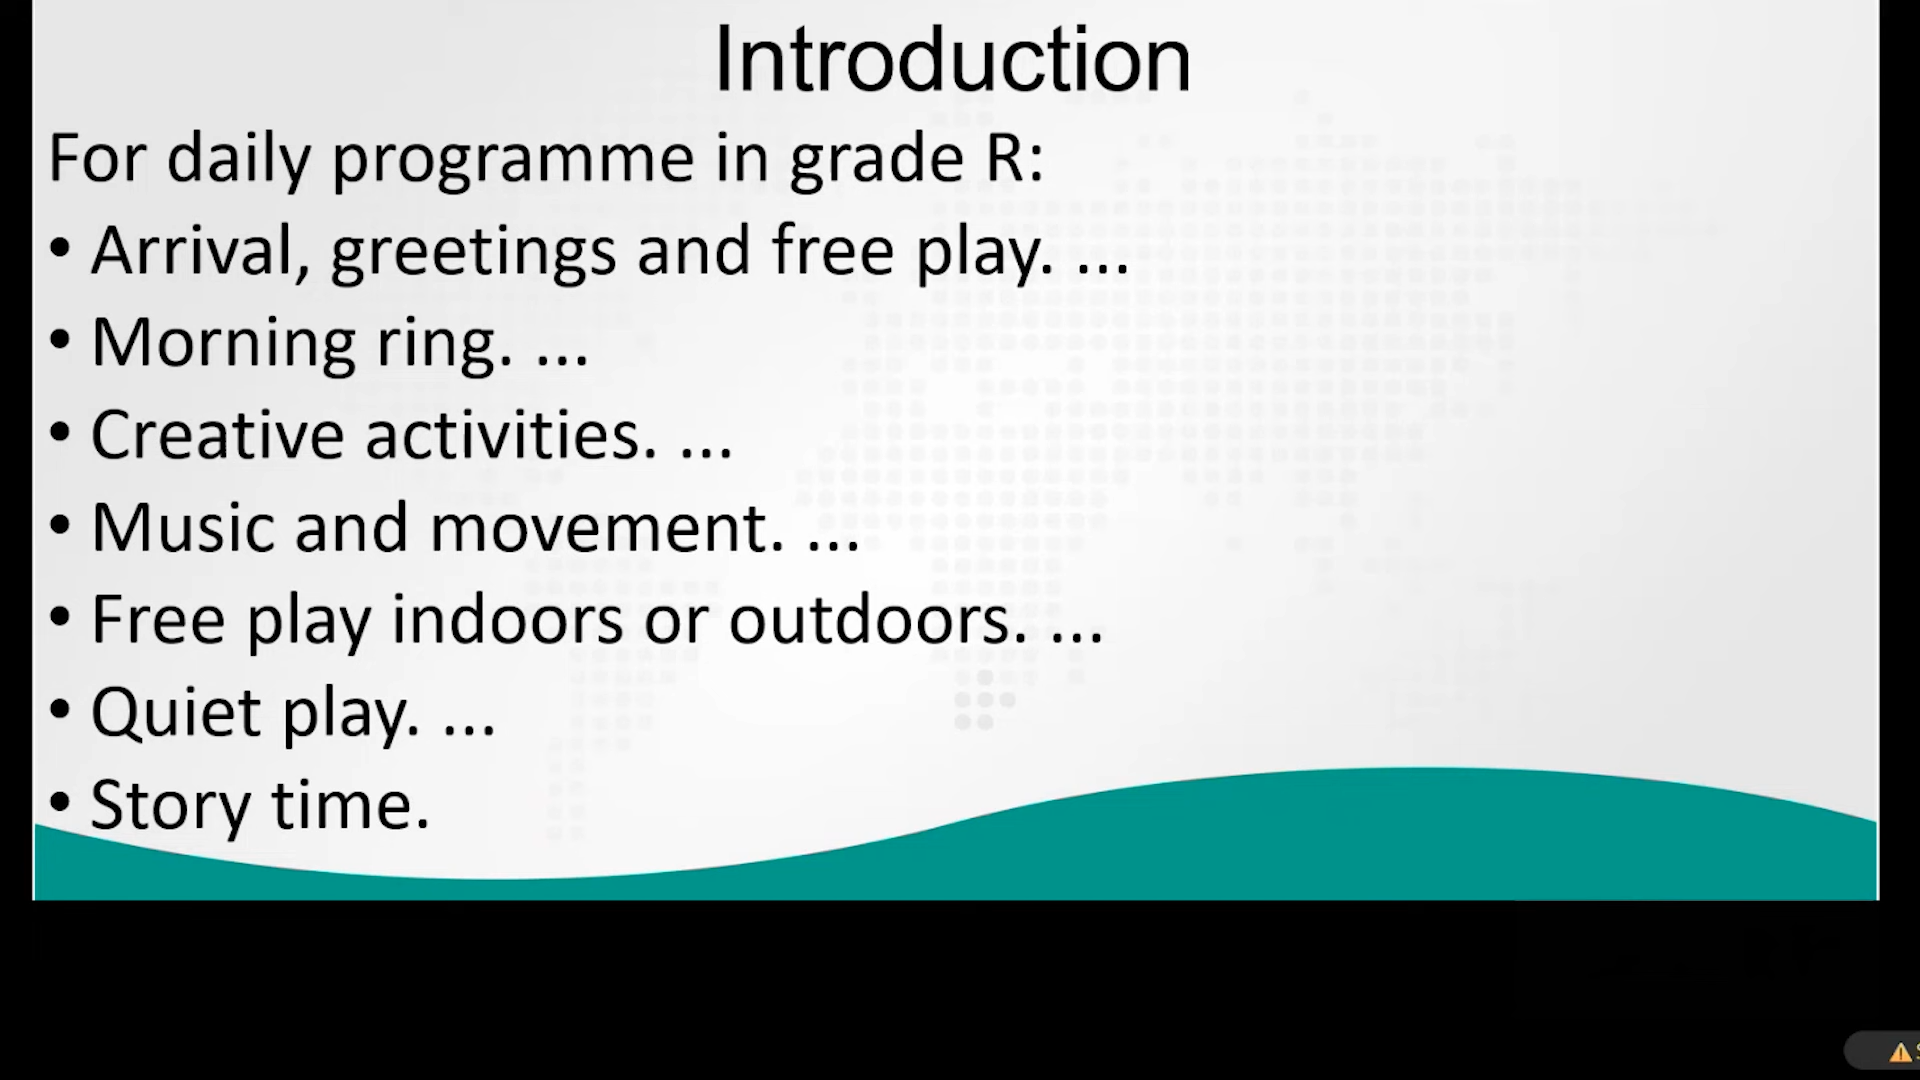 Introduction
For daily programme in grade R:
• Arrival, greetings and free play. ...
• Morning ring. ...
• Creative activities. ...
• Music and movement. ...
• Free play indoors or outdoors. ...
• Quiet play. ...
• Story time.